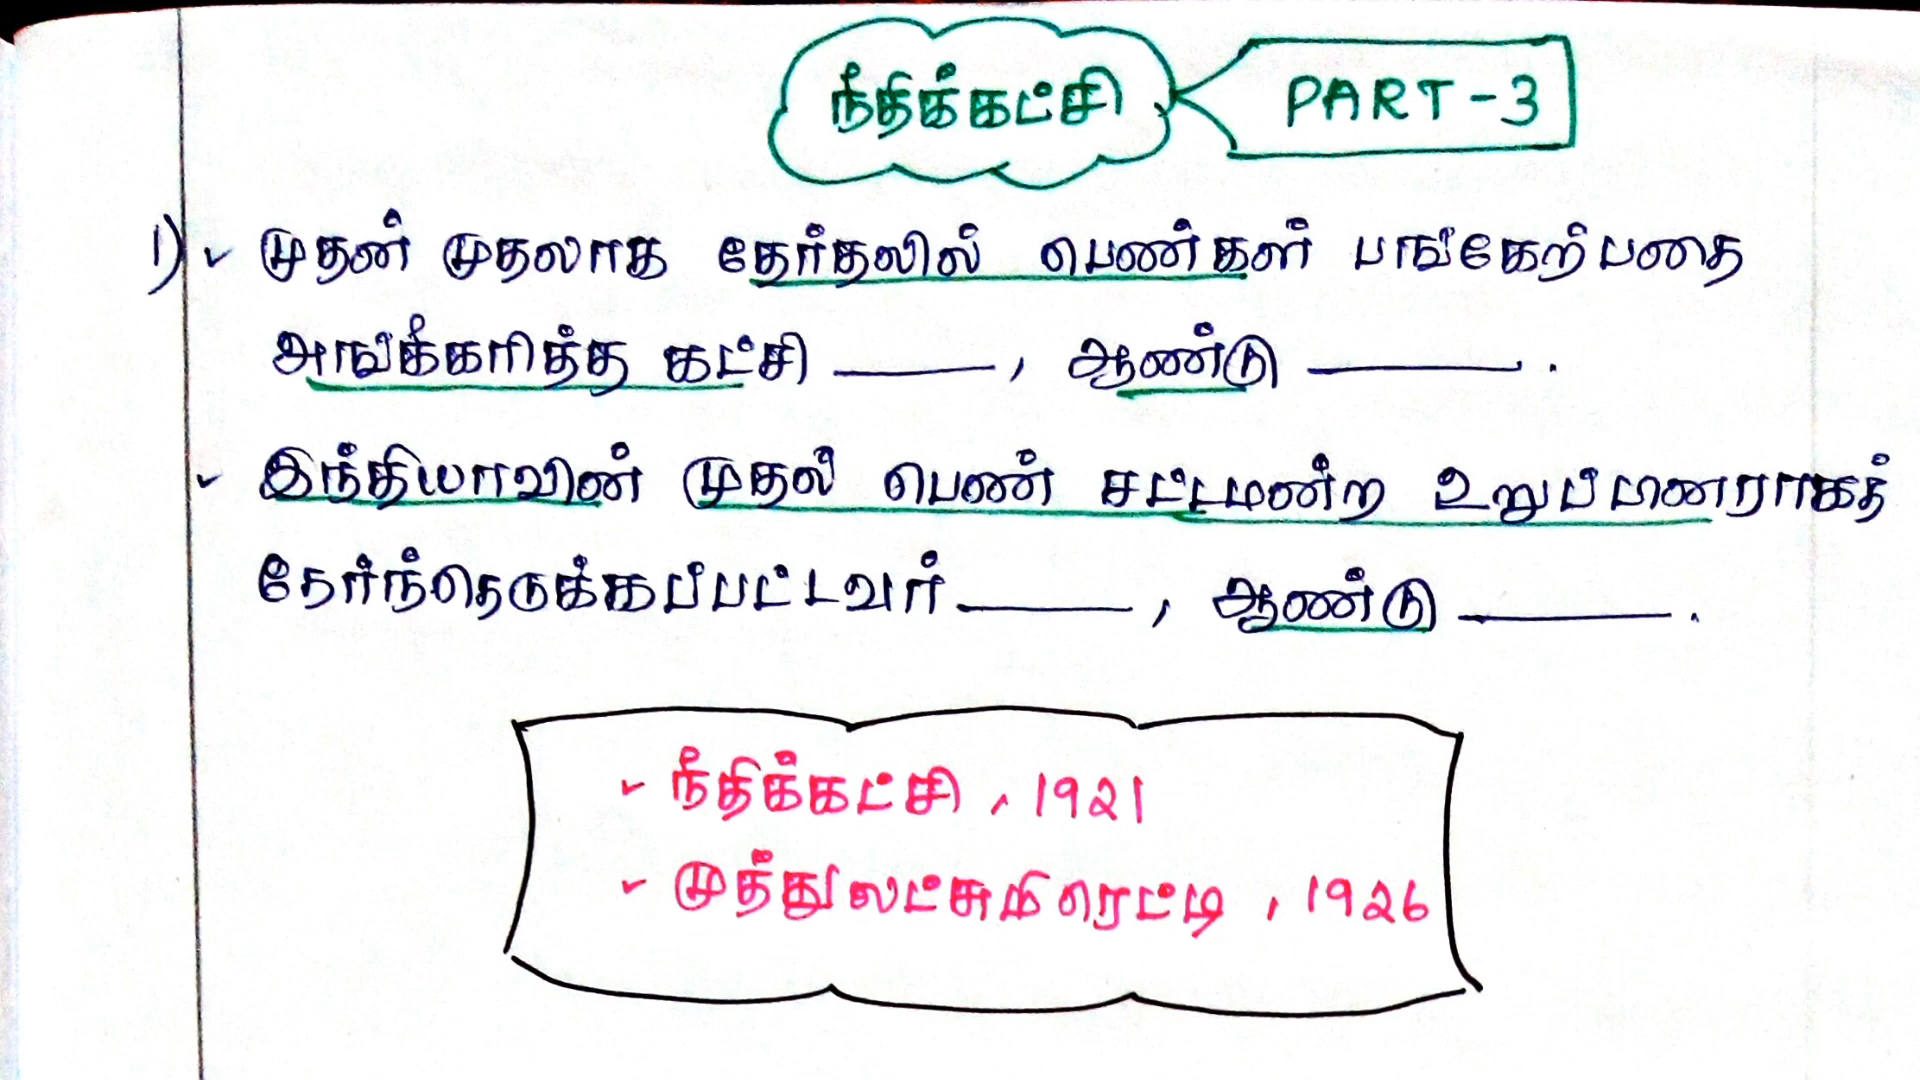 நீதிக்கட்சி PART-3
1) முதன் முதலாக தேர்தலில் பெண்கள் பங்கேற்பதை
அங்கீகரித்த கட்சி ______, ஆண்டு ______.
இந்தியாவின் முதல் பெண் சட்டமன்ற உறுப்பினராகத்
தேர்ந்தெடுக்கப்பட்டவர் ______, ஆண்டு ______.
நீதிக்கட்சி, 1921
முத்துலட்சுமிரெட்டி, 1926